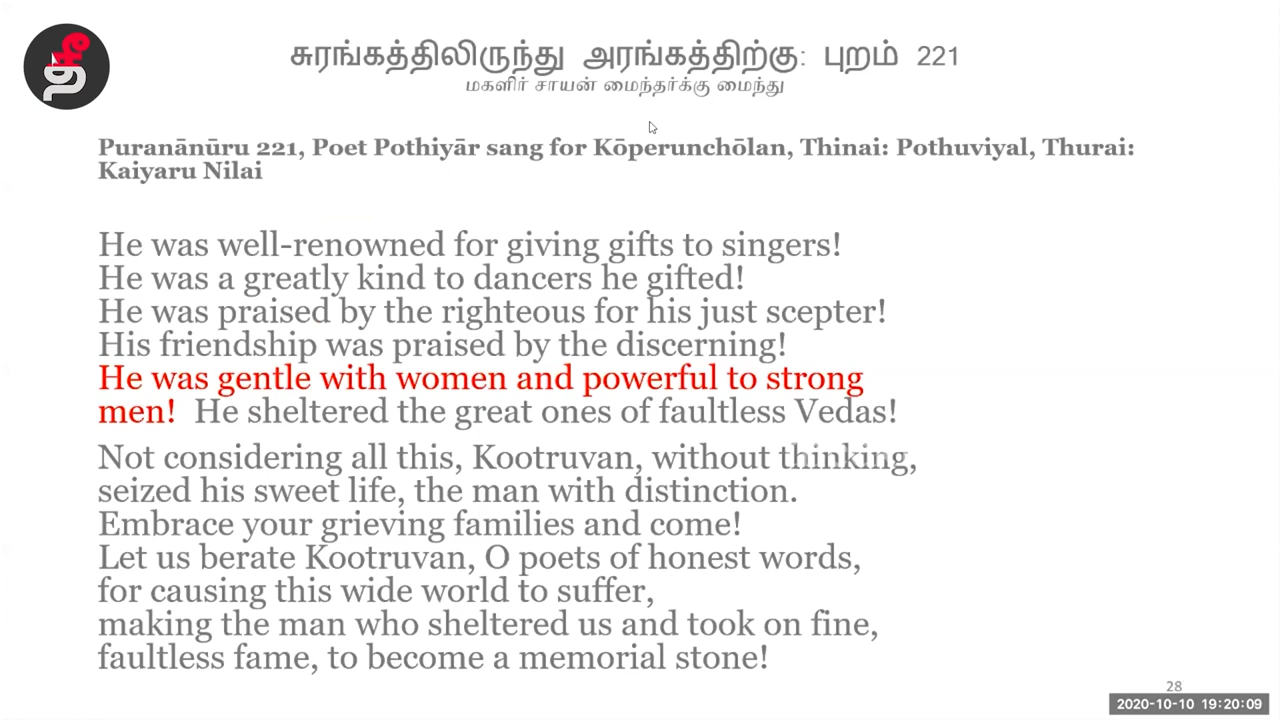 சுரங்கத்திலிருந்து அரங்கத்திற்கு: புறம் 221
மகளிர் சாயன் மைந்தர்க்கு மைந்து
Puranānūru 221, Poet Pothiyār sang for Kōperunchōlan, Thinai: Pothuviyal, Thurai:
Kaiyaru Nilai
He was well-renowned for giving gifts to singers!
He was a greatly kind to dancers he gifted!
He was praised by the righteous for his just scepter!
His friendship was praised by the discerning!
He was gentle with women and powerful to strong
men! He sheltered the great ones of faultless Vedas!
Not considering all this, Kootruvan, without thinking,
seized his sweet life, the man with distinction.
Embrace your grieving families and come!
Let us berate Kootruvan, O poets of honest words,
for causing this wide world to suffer,
making the man who sheltered us and took on fine,
faultless fame, to become a memorial stone!
28
2020-10-10 19:20:09